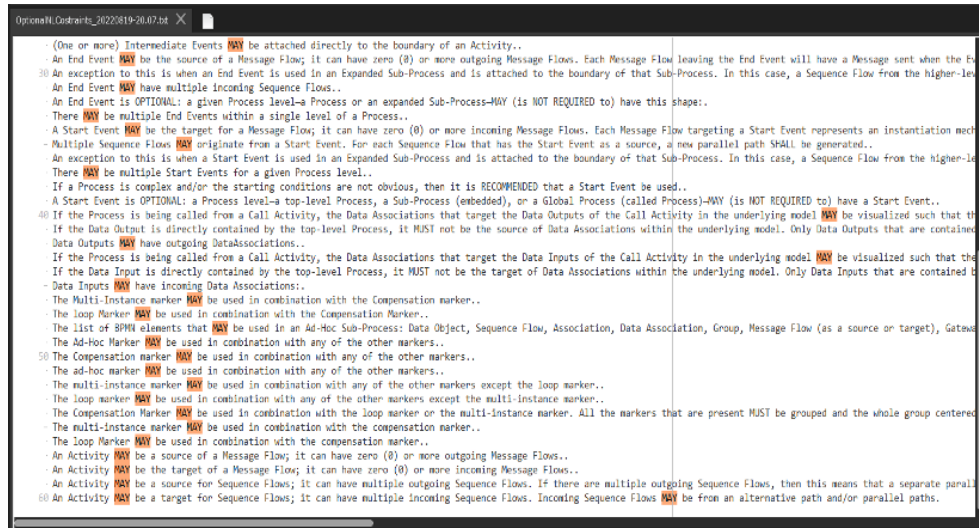 OptionalNLCostraints_20220819-20.07.txt X
(One or more) Intermediate Events MAY be attached directly to the boundary of an Activity..
An End Event MAY be the source of a Message Flow; it can have zero (0) or more outgoing Message Flows. Each Message Flow leaving the End Event will have a Message sent when the Ev
30 An exception to this is when an End Event is used in an Expanded Sub-Process and is attached to the boundary of that Sub-Process. In this case, a Sequence Flow from the higher-lev
An End Event MAY have multiple incoming Sequence Flows..
An End Event is OPTIONAL: a given Process level—a Process or an expanded Sub-Process—MAY (is NOT REQUIRED to) have this shape:.
There MAY be multiple End Events within a single level of a Process..
A Start Event MAY be the target for a Message Flow; it can have zero (0) or more incoming Message Flows. Each Message Flow targeting a Start Event represents an instantiation mech
Multiple Sequence Flows MAY originate from a Start Event. For each Sequence Flow that has the Start Event as a source, a new parallel path SHALL be generated..
An exception to this is when a Start Event is used in an Expanded Sub-Process and is attached to the boundary of that Sub-Process. In this case, a Sequence Flow from the higher-le
There MAY be multiple Start Events for a given Process level..
If a Process is complex and/or the starting conditions are not obvious, then it is RECOMMENDED that a Start Event be used..
A Start Event is OPTIONAL: a Process level—a top-level Process, a Sub-Process (embedded), or a Global Process (called Process)—MAY (is NOT REQUIRED to) have a Start Event..
40 If the Process is being called from a Call Activity, the Data Associations that target the Data Outputs of the Call Activity in the underlying model MAY be visualized such that th
If the Data Output is directly contained by the top-level Process, it MUST not be the source of Data Associations within the underlying model. Only Data Outputs that are contained
Data Outputs MAY have outgoing DataAssociations..
If the Process is being called from a Call Activity, the Data Associations that target the Data Inputs of the Call Activity in the underlying model MAY be visualized such that the
If the Data Input is directly contained by the top-level Process, it MUST not be the target of Data Associations within the underlying model. Only Data Inputs that are contained b
Data Inputs MAY have incoming Data Associations:.
The Multi-Instance marker MAY be used in combination with the Compensation marker..
The loop Marker MAY be used in combination with the Compensation Marker..
The list of BPMN elements that MAY be used in an Ad-Hoc Sub-Process: Data Object, Sequence Flow, Association, Data Association, Group, Message Flow (as a source or target), Gatewa
The Ad-Hoc Marker MAY be used in combination with any of the other markers..
50 The Compensation marker MAY be used in combination with any of the other markers..
The ad-hoc marker MAY be used in combination with any of the other markers..
The multi-instance marker MAY be used in combination with any of the other markers except the loop marker..
The loop marker MAY be used in combination with any of the other markers except the multi-instance marker..
The Compensation Marker MAY be used in combination with the loop marker or the multi-instance marker. All the markers that are present MUST be grouped and the whole group centered
The multi-instance marker MAY be used in combination with the compensation marker..
The loop Marker MAY be used in combination with the compensation marker..
An Activity MAY be a source of a Message Flow; it can have zero (0) or more outgoing Message Flows..
An Activity MAY be the target of a Message Flow; it can have zero (0) or more incoming Message Flows..
An Activity MAY be a source for Sequence Flows; it can have multiple outgoing Sequence Flows. If there are multiple outgoing Sequence Flows, then this means that a separate parall
60 An Activity MAY be a target for Sequence Flows; it can have multiple incoming Sequence Flows. Incoming Sequence Flows MAY be from an alternative path and/or parallel paths.